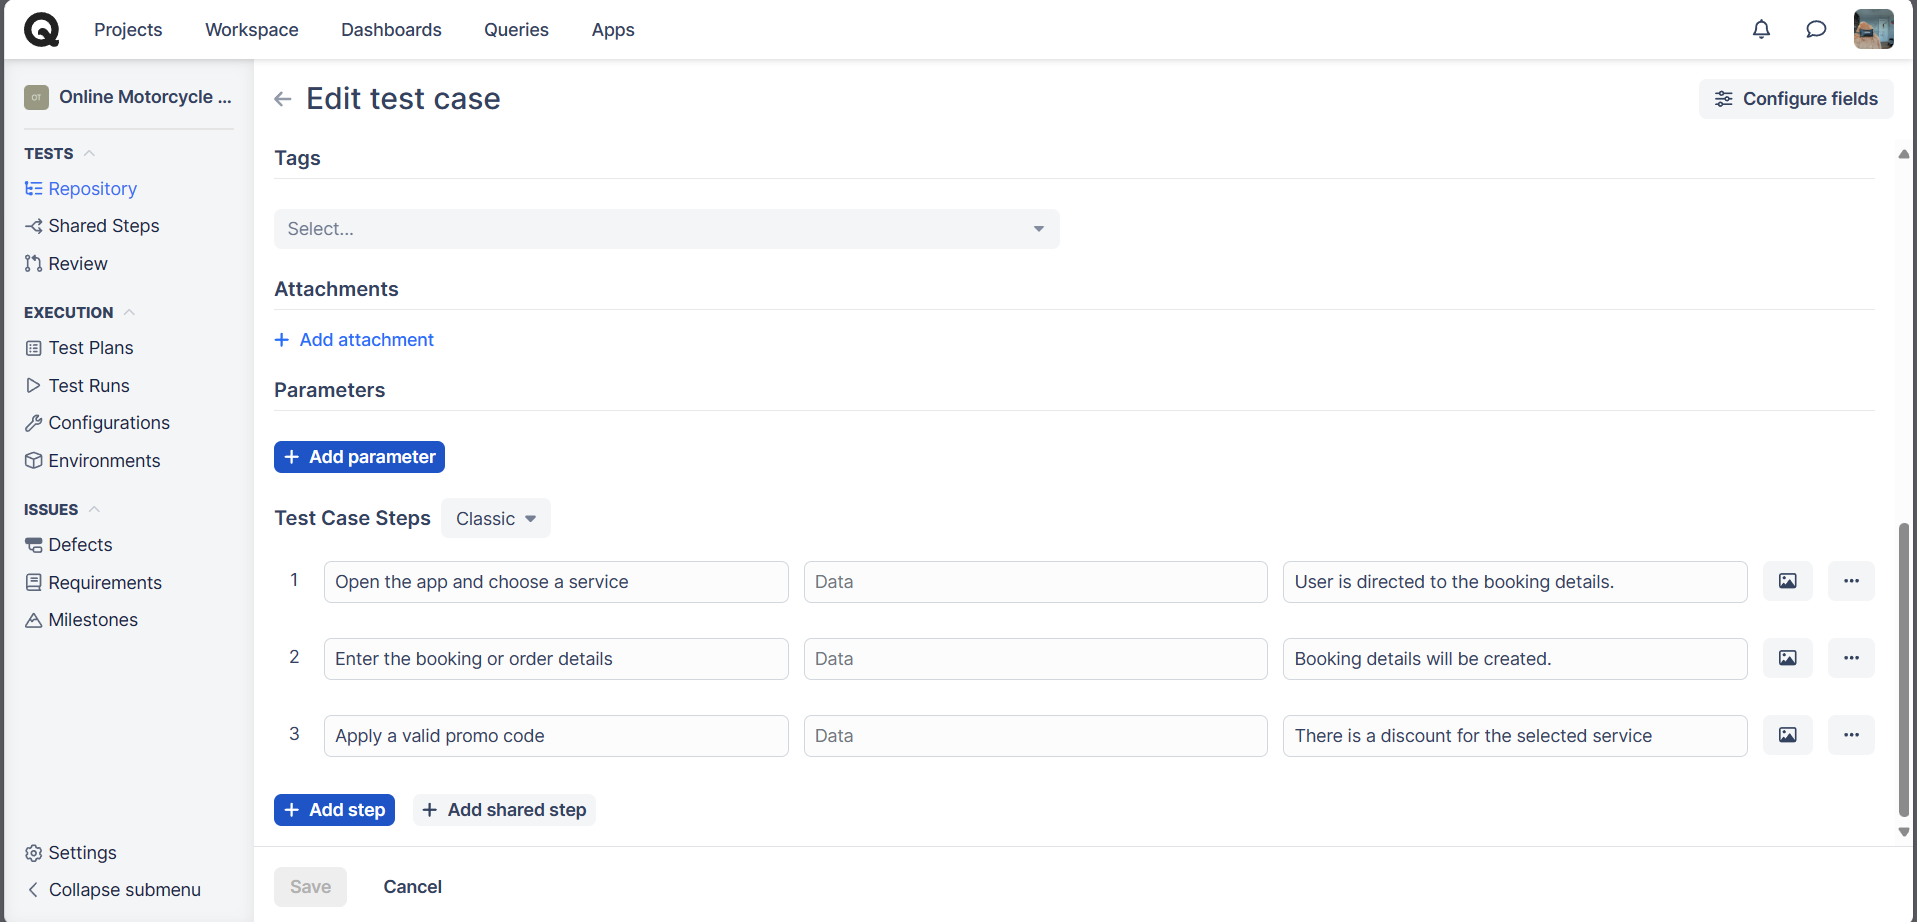 Projects Workspace Dashboards Queries Apps
OT Online Motorcycle ...
Edit test case
Configure fields
TESTS
Repository
Shared Steps
Review
EXECUTION
Test Plans
Test Runs
Configurations
Environments
ISSUES
Defects
Requirements
Milestones
Settings
Collapse submenu
Tags
Select...
Attachments
+ Add attachment
Parameters
+ Add parameter
Test Case Steps Classic
1 Open the app and choose a service Data User is directed to the booking details.
2 Enter the booking or order details Data Booking details will be created.
3 Apply a valid promo code Data There is a discount for the selected service
+ Add step + Add shared step
Save Cancel